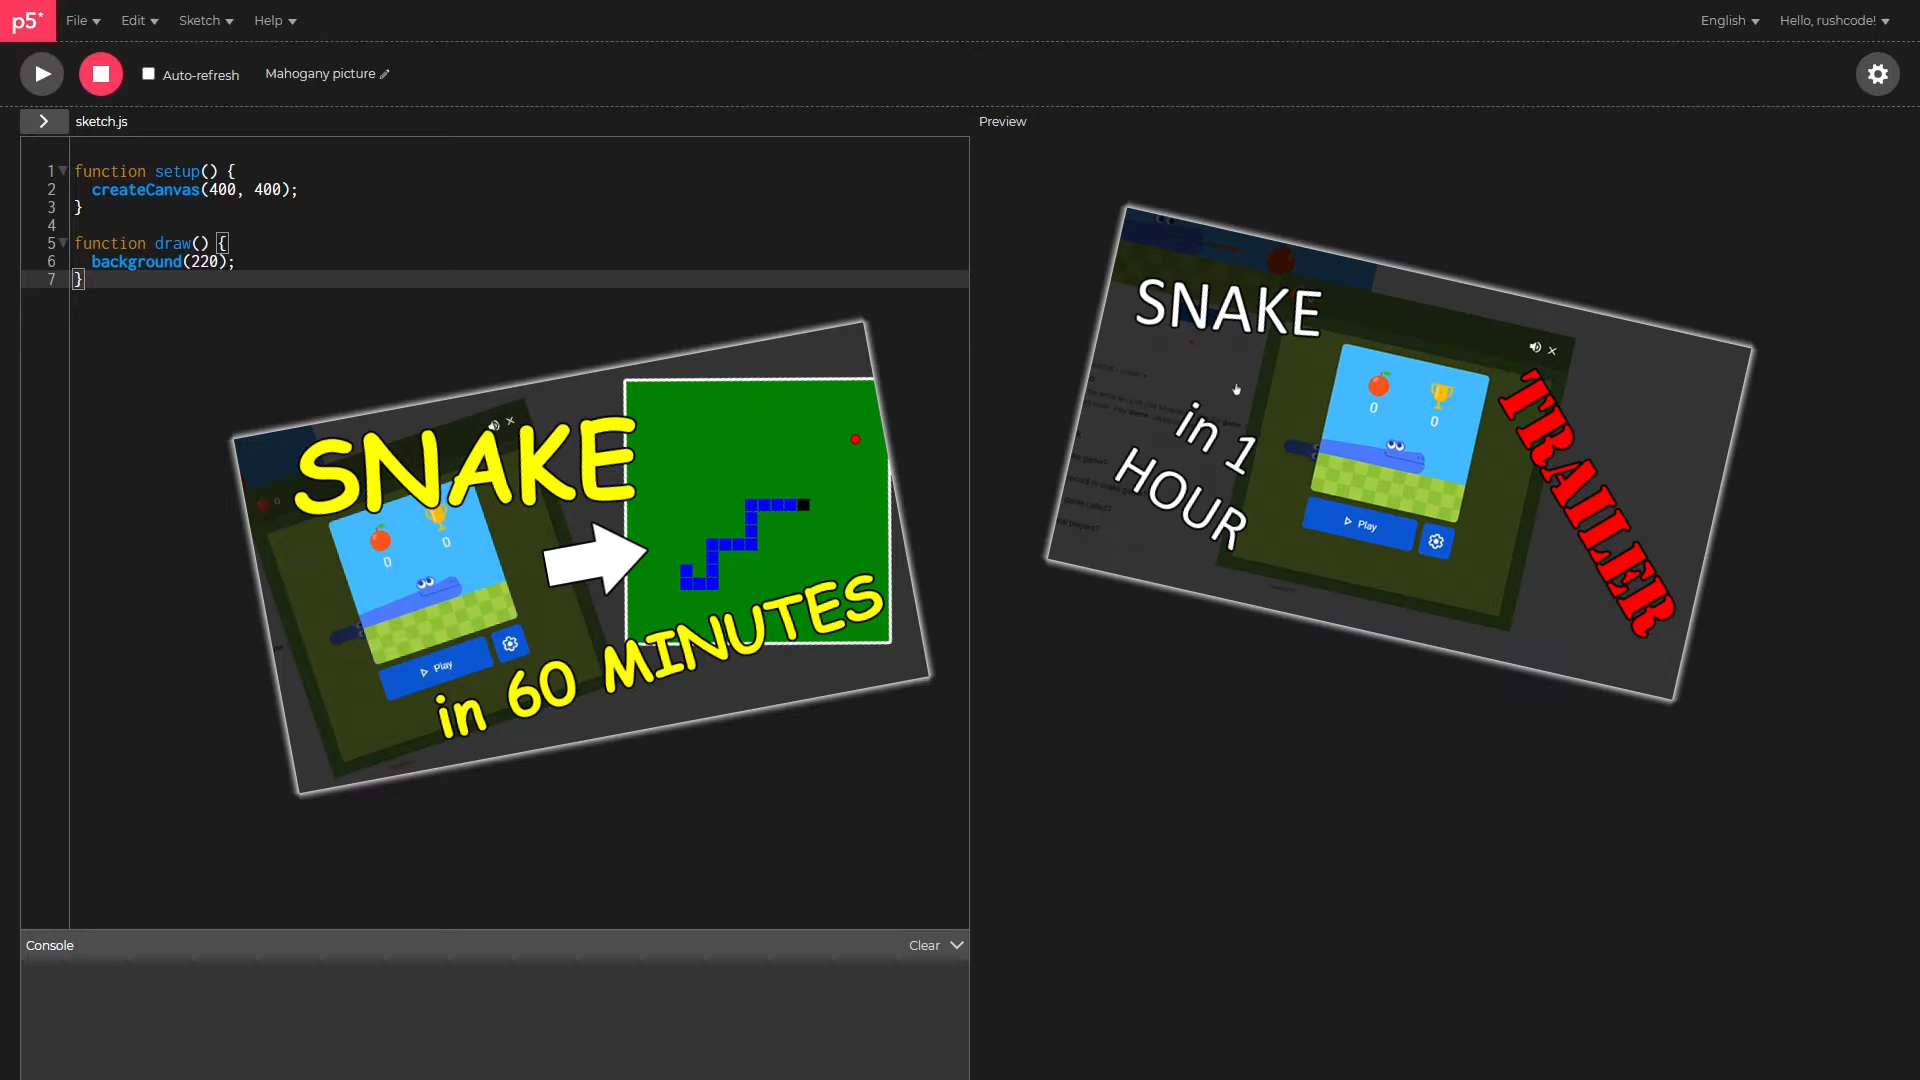 p5*
File
Edit
Sketch
Help
English
Hello, rushcode!
Auto-refresh
Mahogany picture
sketch.js
Preview
1 function setup() {
2 createCanvas(400, 400);
3 }
4
5 function draw() {
6 background(220);
7 }
SNAKE
0
0
0
Play
in 60 MINUTES
SNAKE
in 1
HOUR
0
0
Play
TRAILER
Console
Clear